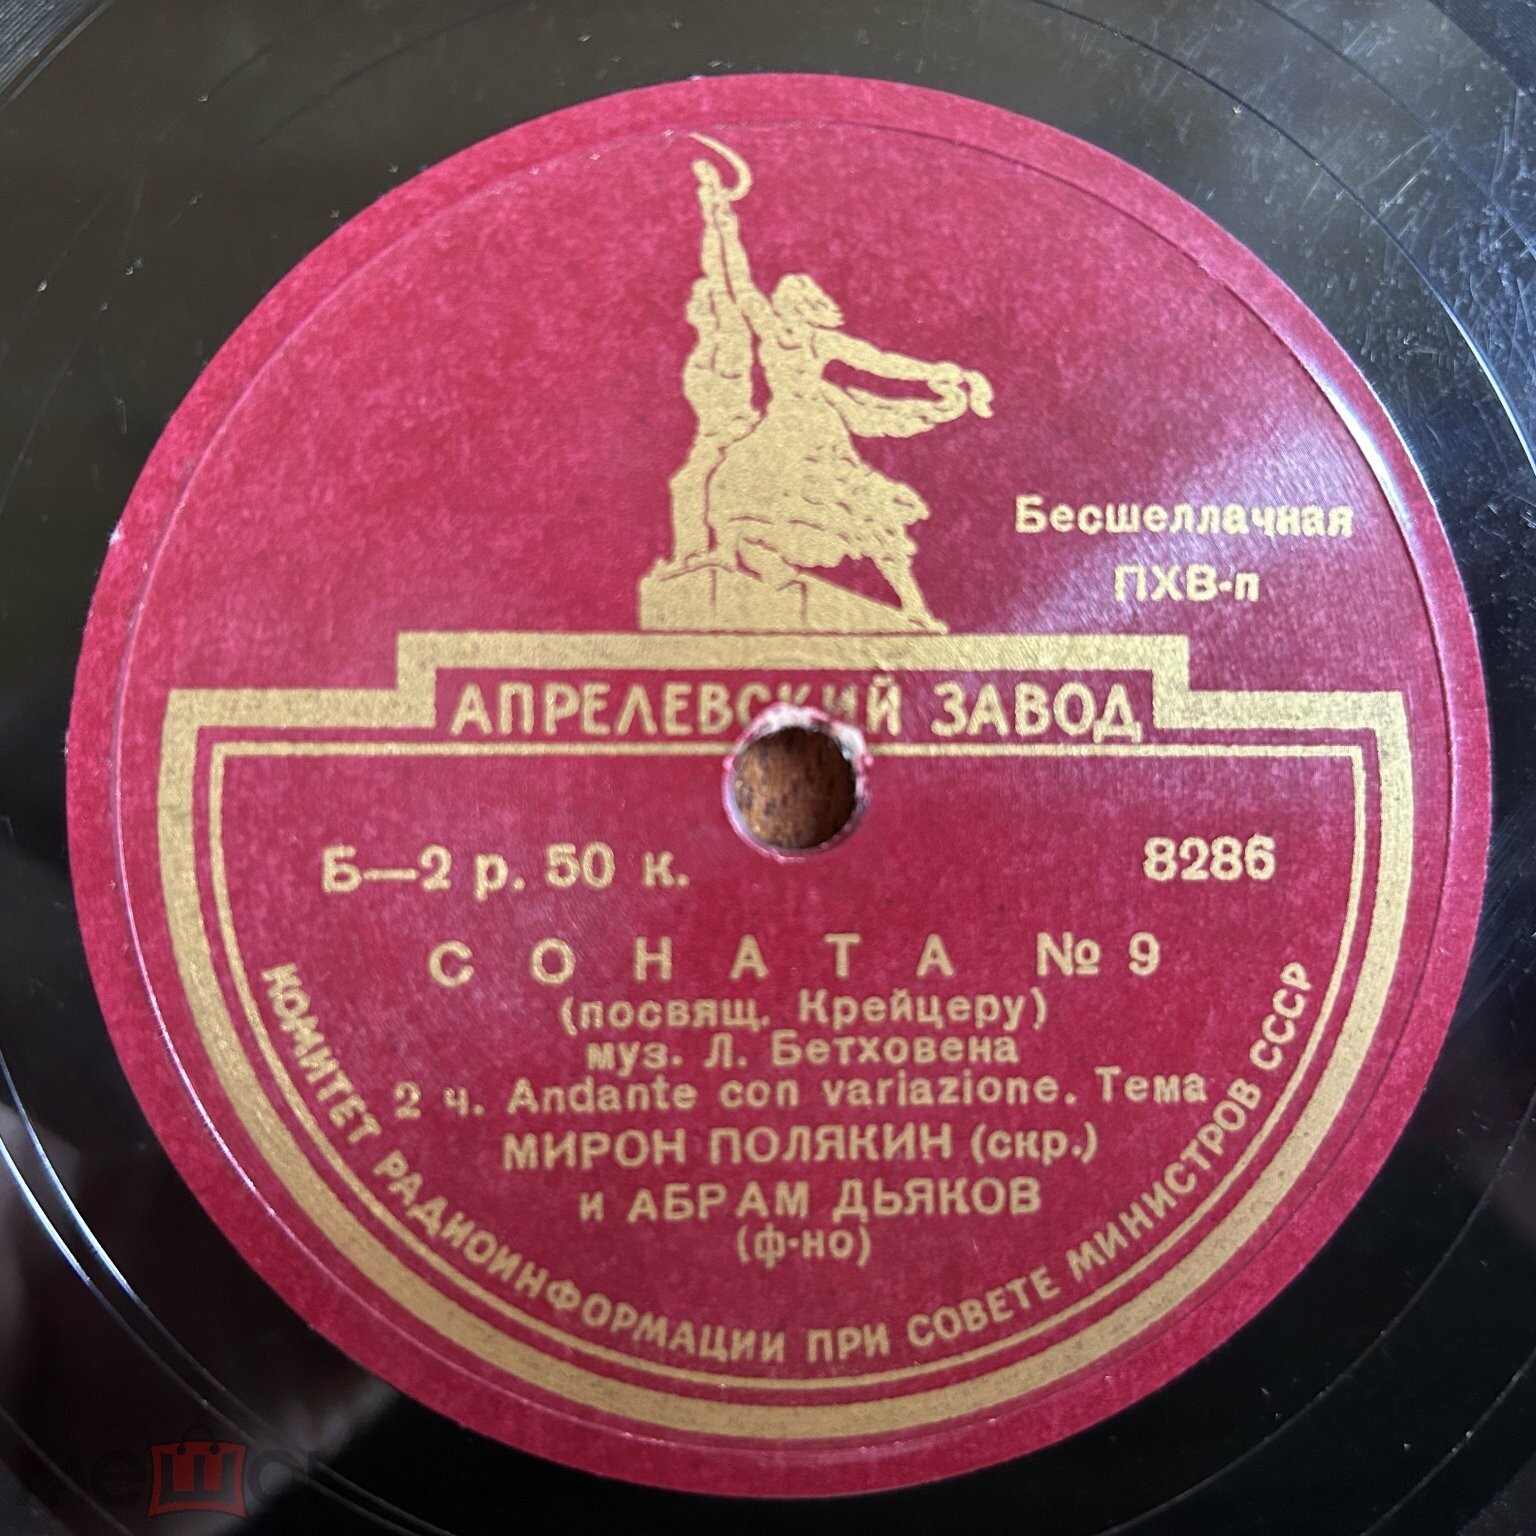 Бесшеллачная
ПХВ-п
АПРЕЛЕВСКИЙ ЗАВОД
Б—2 р. 50 к.
8286
СОНАТА № 9
(посвящ. Крейцеру)
муз. Л. Бетховена
2 ч. Andante con variazione. Тема
МИРОН ПОЛЯКИН (скр.)
и АБРАМ ДЬЯКОВ
(ф-но)
КОМИТЕТ РАДИОИНФОРМАЦИИ ПРИ СОВЕТЕ МИНИСТРОВ СССР